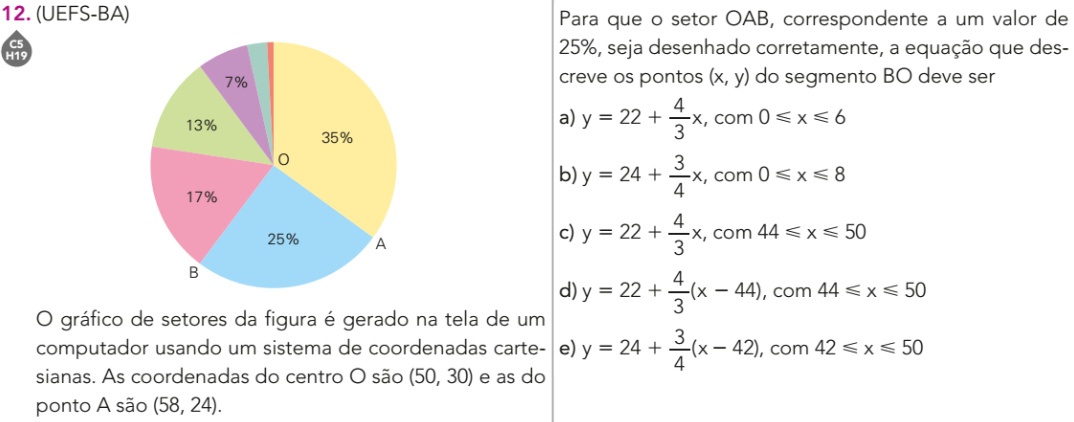 12. (UEFS-BA)
C5
H19
7%
13%
35%
O
17%
25%
A
B
O gráfico de setores da figura é gerado na tela de um
computador usando um sistema de coordenadas carte-
sianas. As coordenadas do centro O são (50, 30) e as do
ponto A são (58, 24).
Para que o setor OAB, correspondente a um valor de
25%, seja desenhado corretamente, a equação que des-
creve os pontos (x, y) do segmento BO deve ser
a) y = 22 + 4/3 x, com 0 ⩽ x ⩽ 6
b) y = 24 + 3/4 x, com 0 ⩽ x ⩽ 8
c) y = 22 + 4/3 x, com 44 ⩽ x ⩽ 50
d) y = 22 + 4/3 (x − 44), com 44 ⩽ x ⩽ 50
e) y = 24 + 3/4 (x − 42), com 42 ⩽ x ⩽ 50